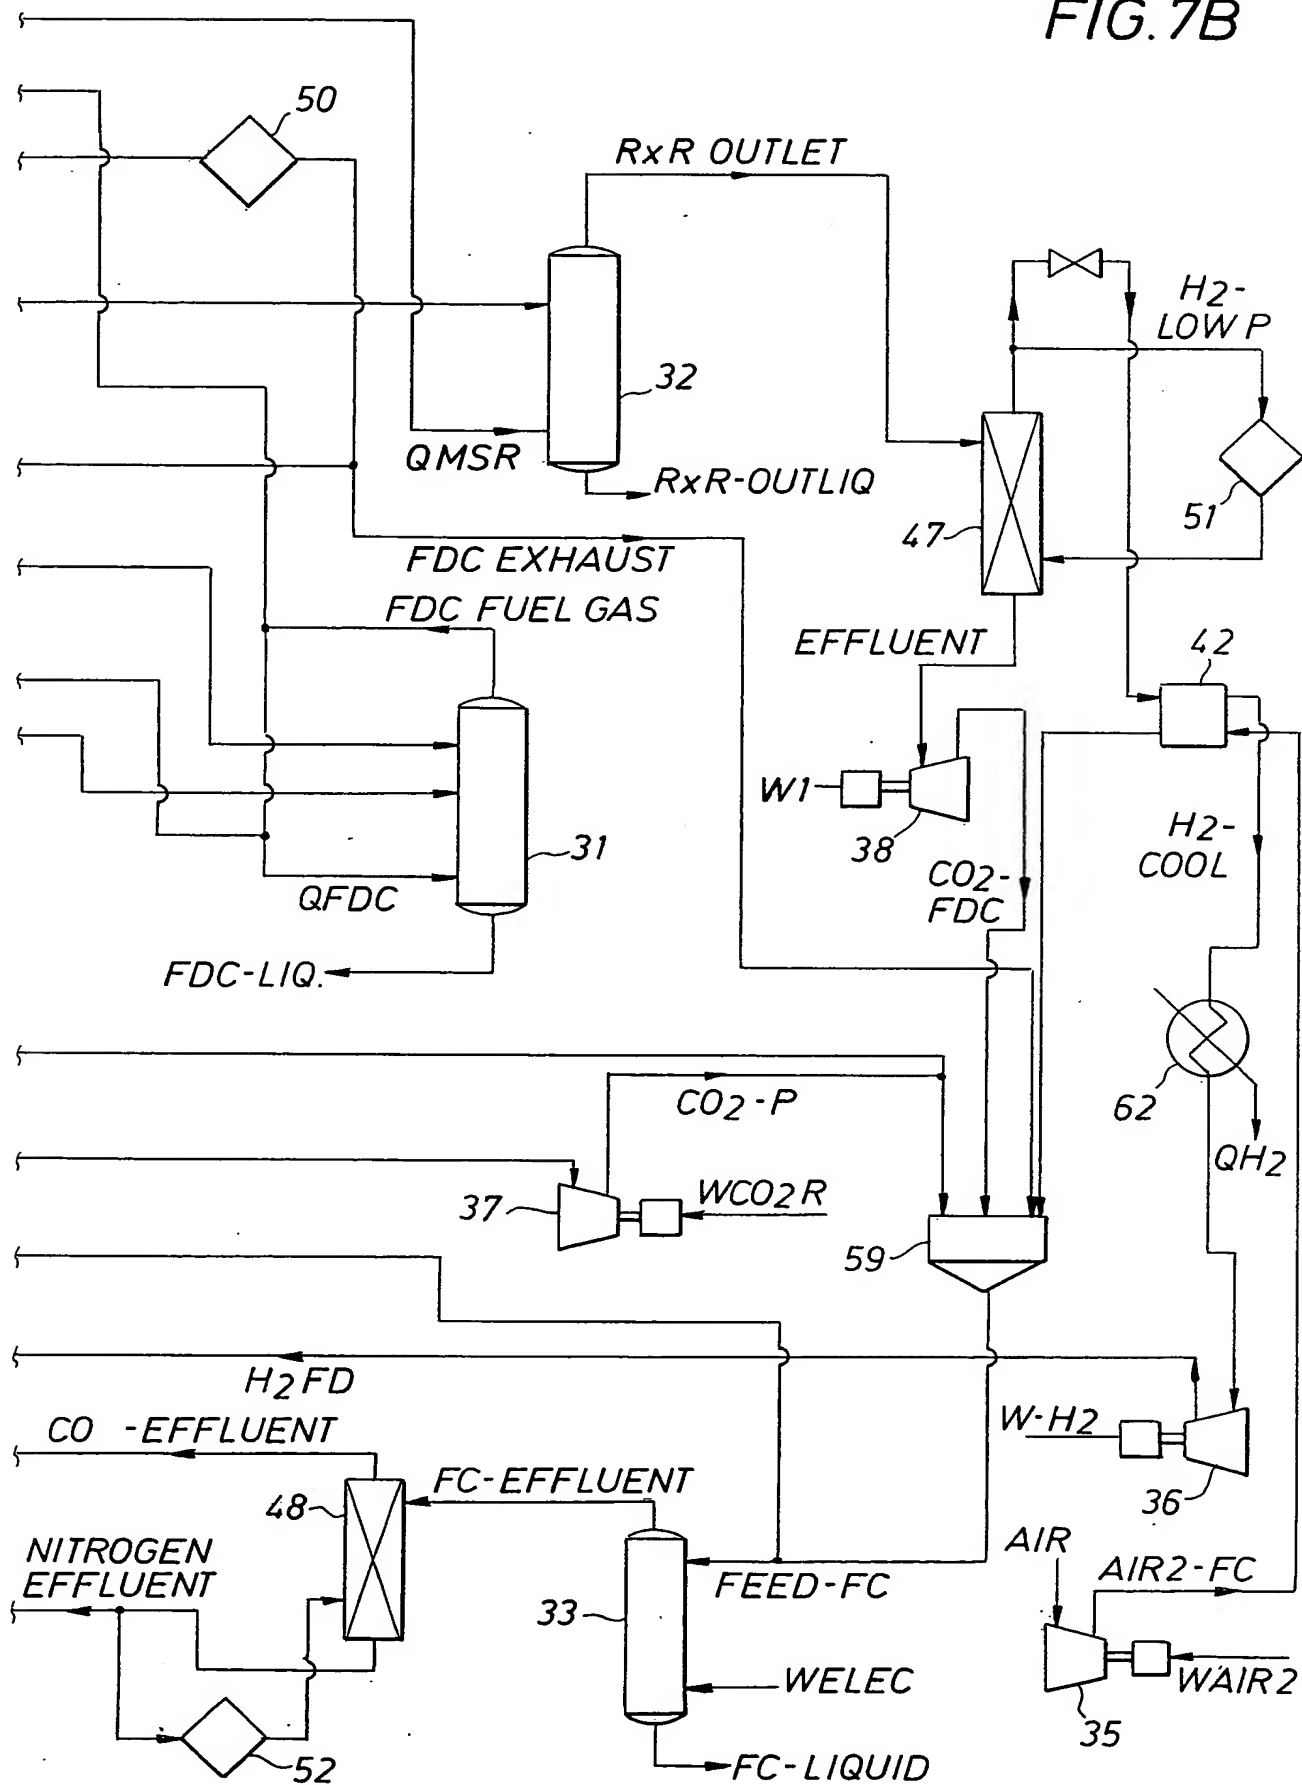 FIG. 7B
50
RxR OUTLET
H2-
LOW P
32
QMSR
RxR-OUTLIQ
51
47
FDC EXHAUST
FDC FUEL GAS
EFFLUENT
42
W1
38
H2-
COOL
31
CO2-
FDC
QFDC
FDC-LIQ.
62
CO2-P
QH2
37
WCO2R
59
H2FD
W-H2
CO -EFFLUENT
FC-EFFLUENT
48
36
NITROGEN
EFFLUENT
AIR
AIR2-FC
FEED-FC
33
WELEC
WAIR2
35
52
FC-LIQUID